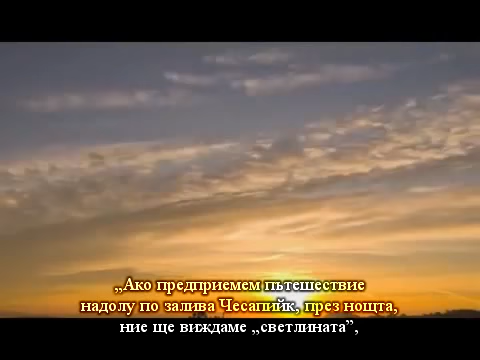 „Ако предприемем пътешествие
надолу по залива Чесапийк, през нощта,
ние ще виждаме „светлината”,